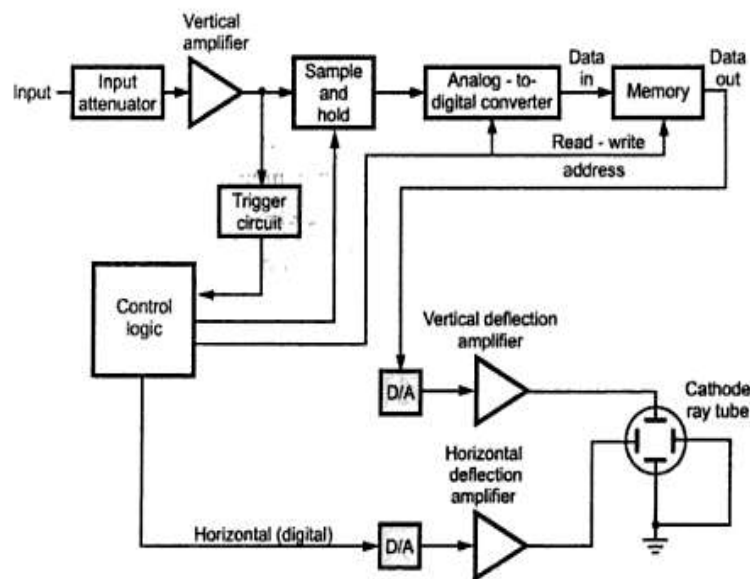 Vertical
amplifier
Input
Input
attenuator
Sample
and
hold
Analog - to-
digital converter
Data
in
Memory
Data
out
Read - write
address
Trigger
circuit
Control
logic
Vertical deflection
amplifier
D/A
Cathode
ray tube
Horizontal
deflection
amplifier
Horizontal (digital)
D/A